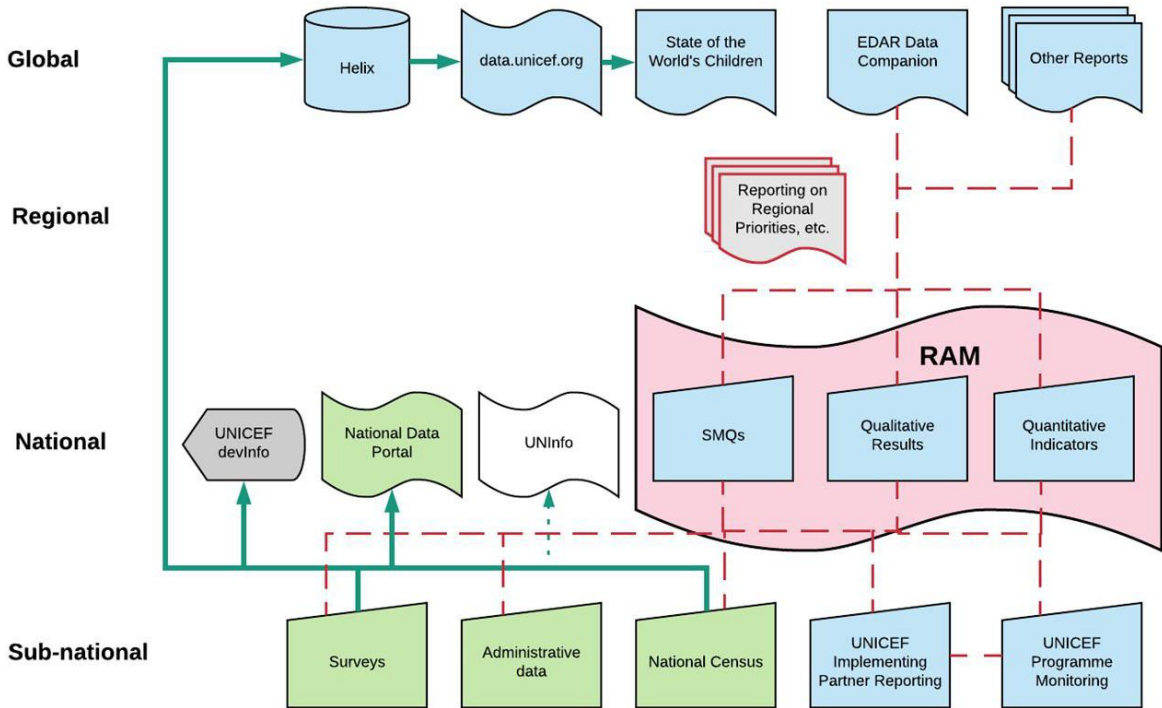 Global
Helix
data.unicef.org
State of the
World's Children
EDAR Data
Companion
Other Reports
Regional
Reporting on
Regional
Priorities, etc.
RAM
National
UNICEF
devInfo
National Data
Portal
UNInfo
SMQs
Qualitative
Results
Quantitative
Indicators
Sub-national
Surveys
Administrative
data
National Census
UNICEF
Implementing
Partner Reporting
UNICEF
Programme
Monitoring